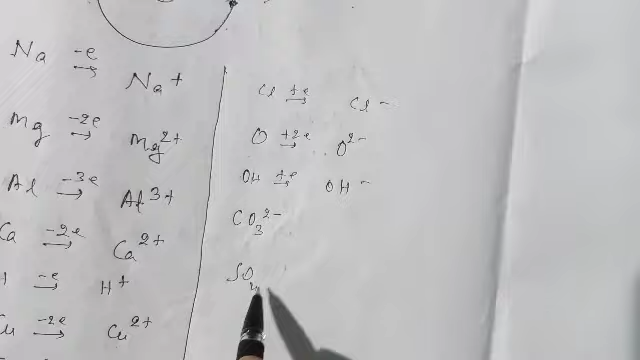 Na -e → Na+
Mg -2e → Mg2+
Al -3e → Al3+
Ca -2e → Ca2+
H -e → H+
Cu -2e → Cu2+
Cl +e → Cl-
O +2e → O2-
OH +e → OH-
CO3 2-
SO4